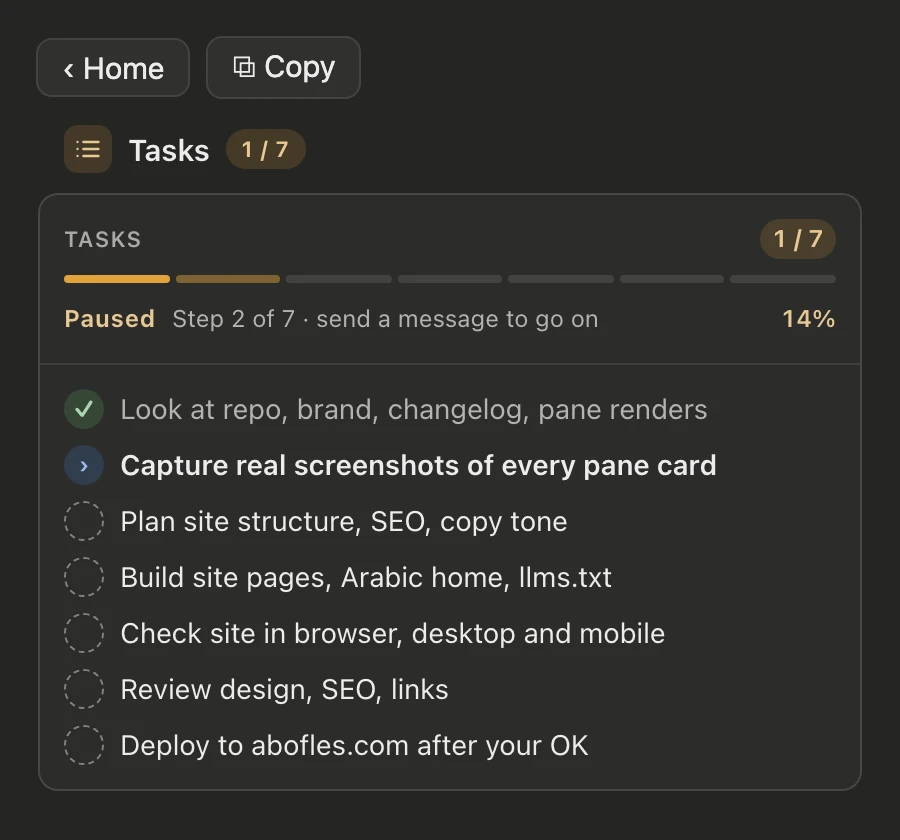 ‹ Home
Copy
Tasks 1 / 7
TASKS 1 / 7
Paused Step 2 of 7 · send a message to go on 14%
Look at repo, brand, changelog, pane renders
Capture real screenshots of every pane card
Plan site structure, SEO, copy tone
Build site pages, Arabic home, llms.txt
Check site in browser, desktop and mobile
Review design, SEO, links
Deploy to abofles.com after your OK